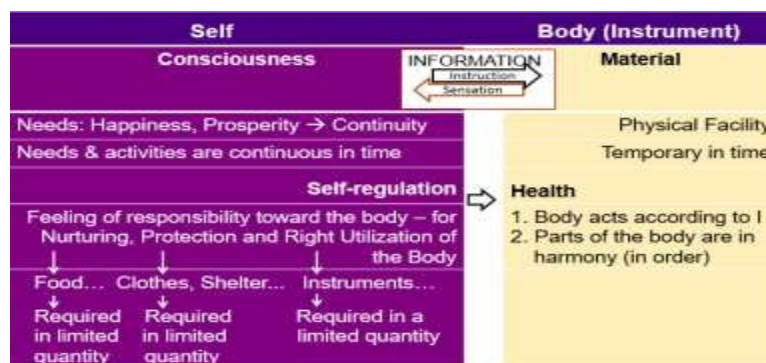 Self Body (Instrument)
Consciousness INFORMATION Material
Instruction
Sensation
Needs: Happiness, Prosperity → Continuity Physical Facility
Needs & activities are continuous in time Temporary in time
Self-regulation Health
Feeling of responsibility toward the body – for 1. Body acts according to I
Nurturing, Protection and Right Utilization of 2. Parts of the body are in
the Body harmony (in order)
Food... Clothes, Shelter... Instruments...
Required Required Required in a
in limited in limited limited quantity
quantity quantity